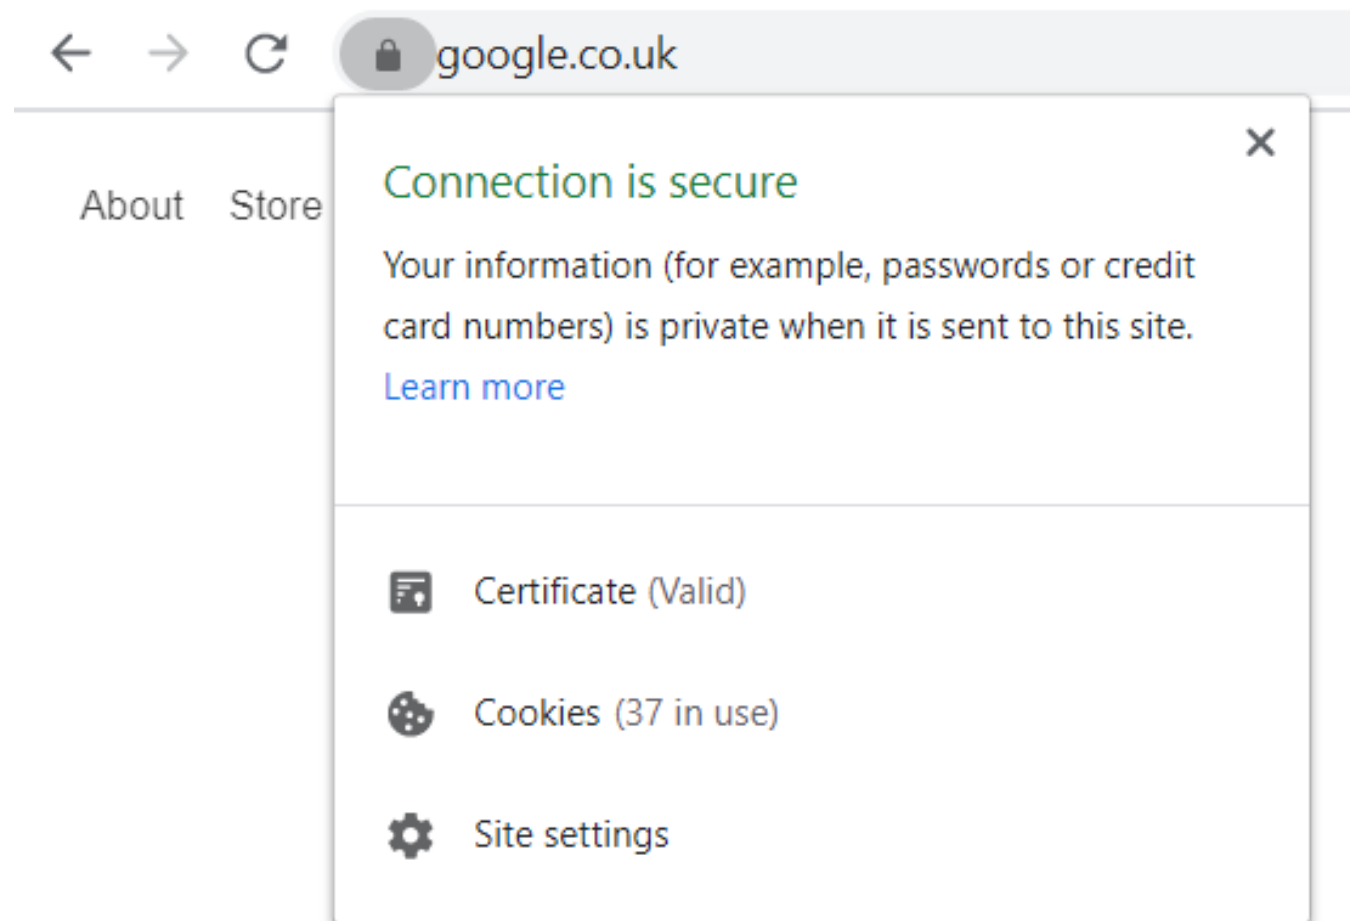 google.co.uk
About Store
Connection is secure
Your information (for example, passwords or credit
card numbers) is private when it is sent to this site.
Learn more
Certificate (Valid)
Cookies (37 in use)
Site settings